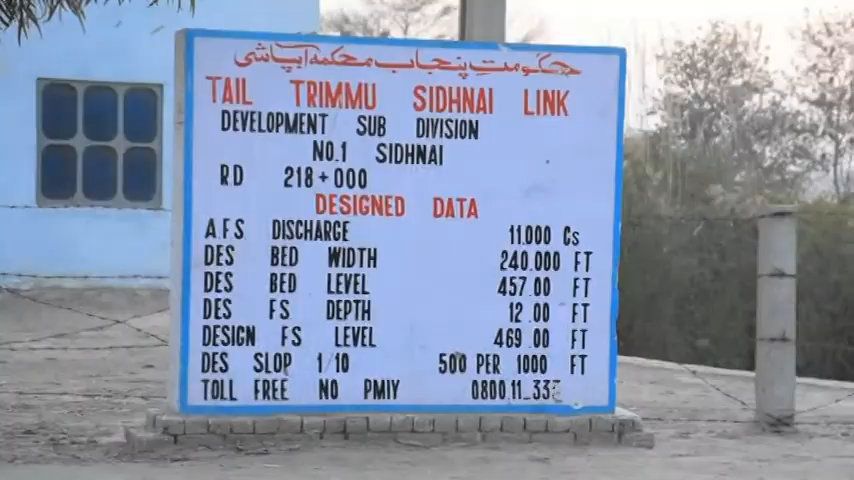 حکومتِ پنجاب محکمہ آبپاشی
TAIL TRIMMU SIDHNAI LINK
DEVELOPMENT SUB DIVISION
NO.1 SIDHNAI
RD 218+000
DESIGNED DATA
A.F.S DISCHARGE 11.000 Cs
DES BED WIDTH 240.000 FT
DES BED LEVEL 457.00 FT
DES FS DEPTH 12.00 FT
DESIGN FS LEVEL 469.00 FT
DES SLOP 1/10 500 PER 1000 FT
TOLL FREE NO PMIY 0800 11_33